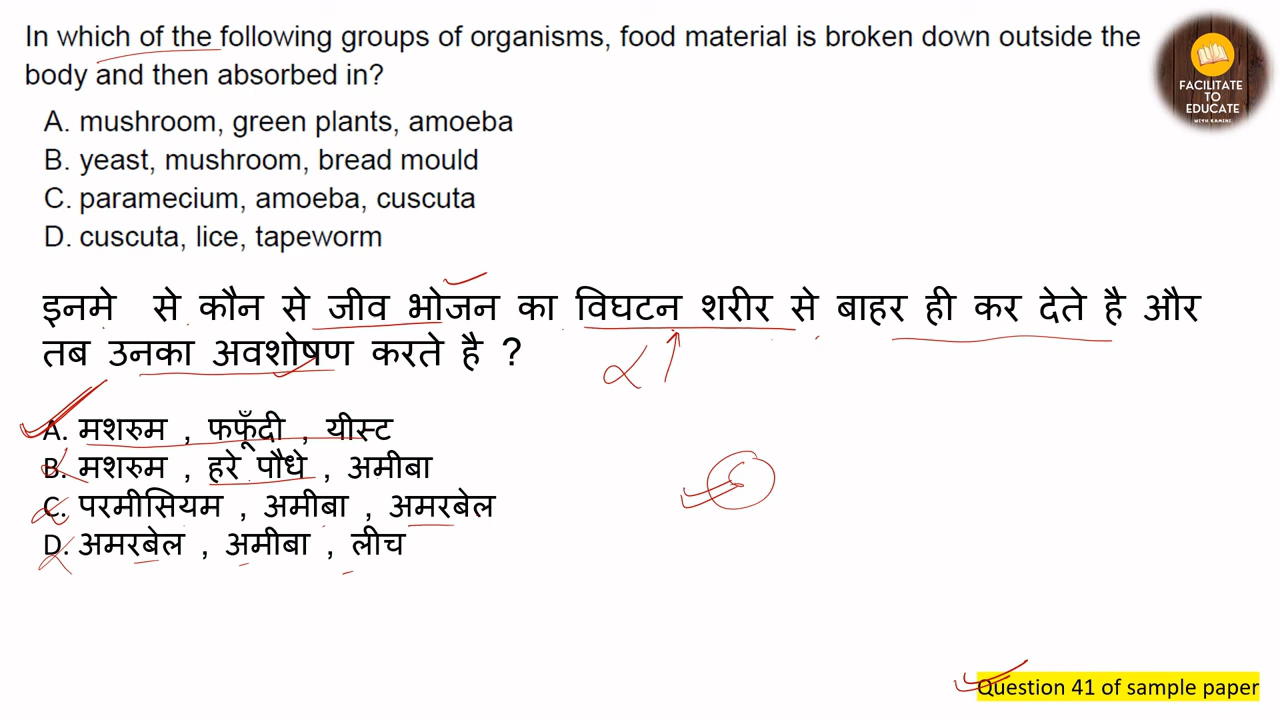 In which of the following groups of organisms, food material is broken down outside the
body and then absorbed in?
FACILITATE
TO
EDUCATE
WITH KAMINI
A. mushroom, green plants, amoeba
B. yeast, mushroom, bread mould
C. paramecium, amoeba, cuscuta
D. cuscuta, lice, tapeworm
इनमे से कौन से जीव भोजन का विघटन शरीर से बाहर ही कर देते है और
तब उनका अवशोषण करते है ?
A. मशरुम , फफूँदी , यीस्ट
B. मशरुम , हरे पौधे , अमीबा
C. परमीसियम , अमीबा , अमरबेल
D. अमरबेल , अमीबा , लीच
Question 41 of sample paper